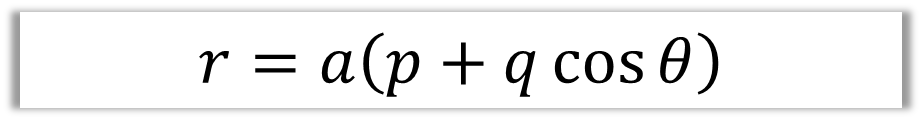 r = a(p + q cos θ)